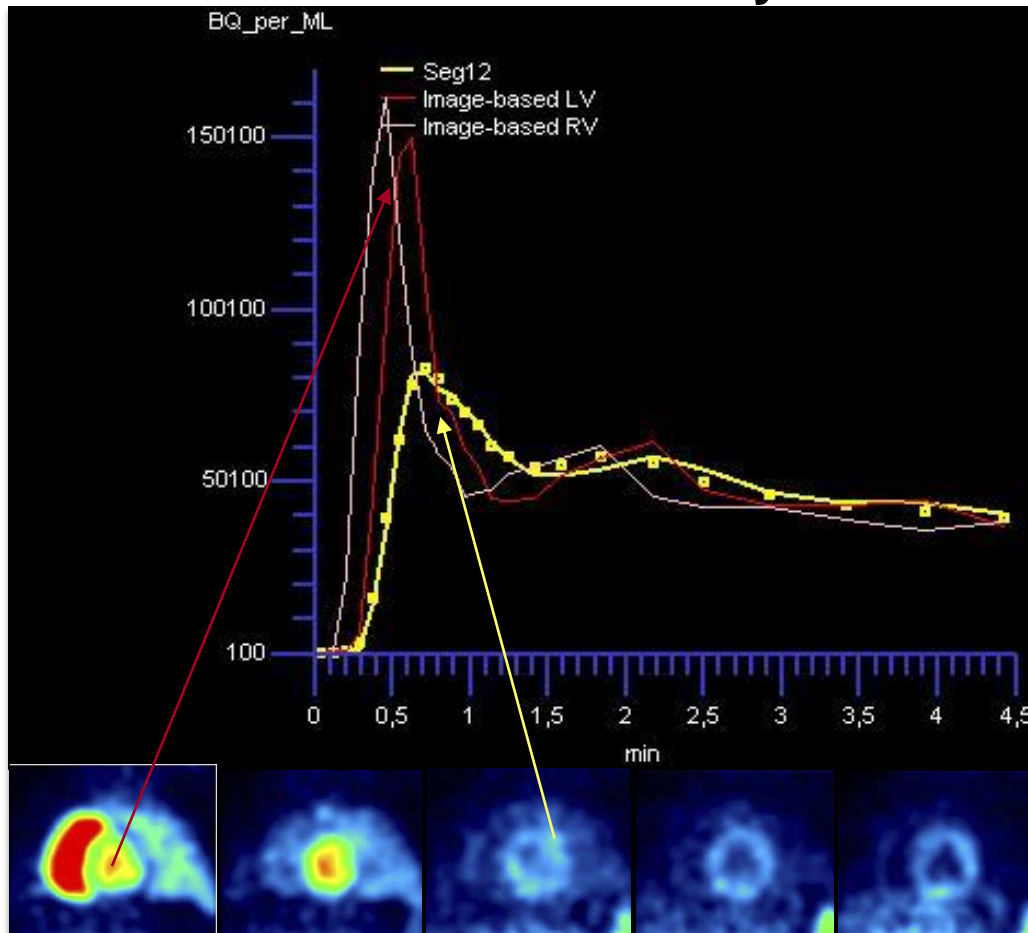 BQ_per_ML
Seg12
Image-based LV
Image-based RV
150100
100100
50100
100
0 0,5 1 1,5 2 2,5 3 3,5 4 4,5
min